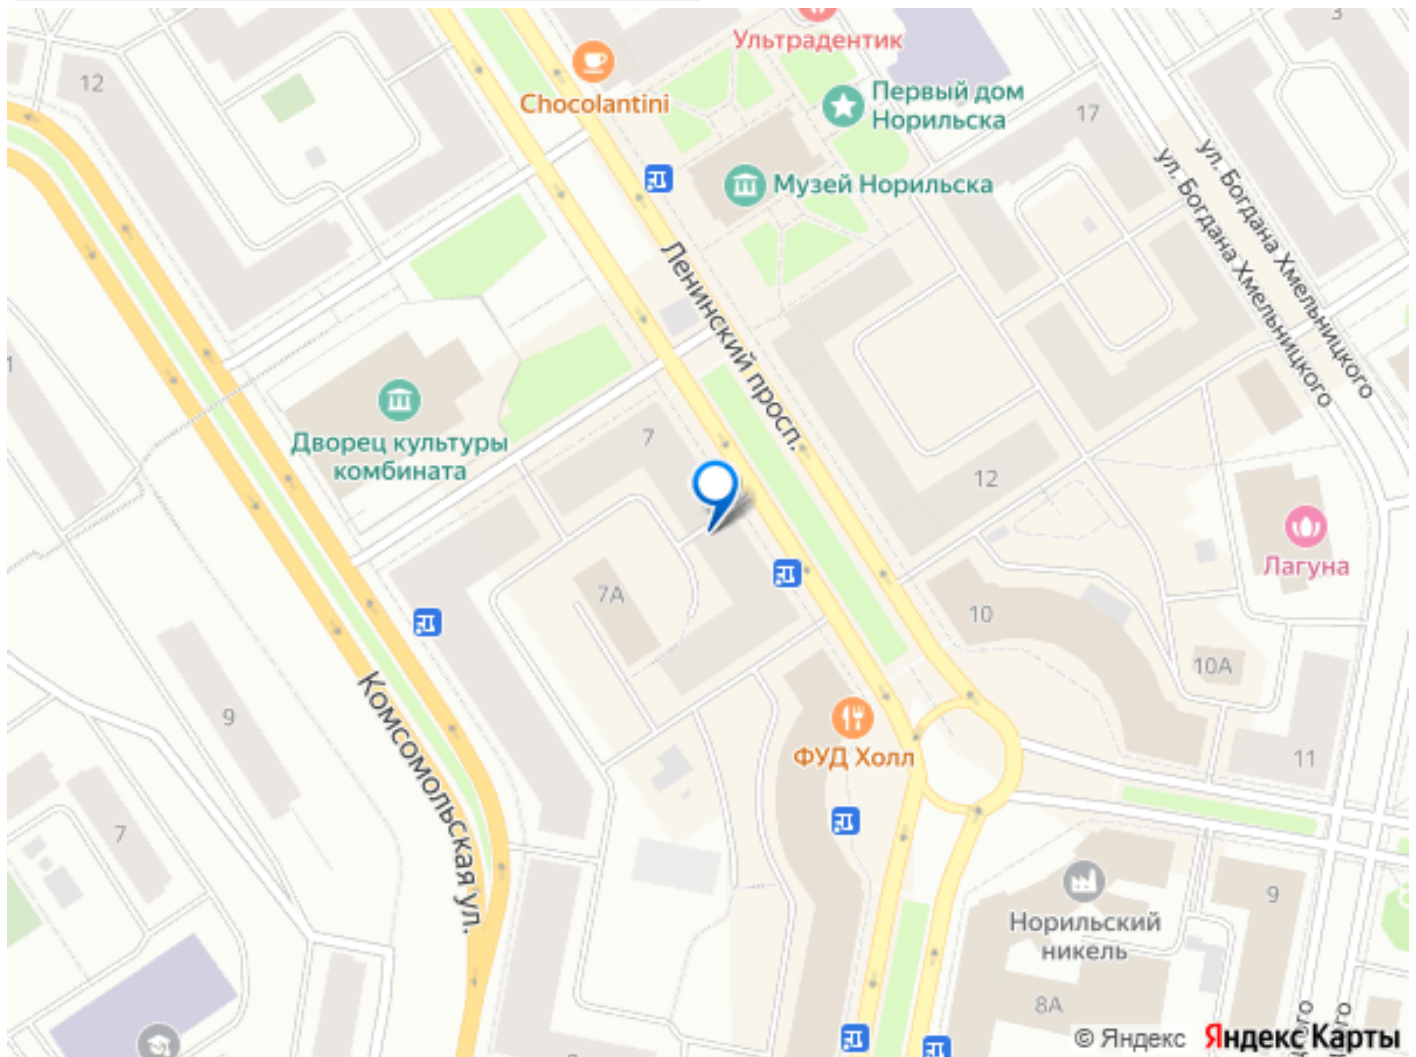 3
Ультрадентик
12
Chocolantini
Первый дом
Норильска
17
Музей Норильска
ул. Богдана Хмельницкого
ул. Богдана Хмельницкого
Ленинский просп.
1
Дворец культуры
комбината
7
12
Лагуна
7А
10
10А
9
Комсомольская ул.
ФУД Холл
11
7
Норильский
никель
9
8А
© Яндекс
Яндекс Карты